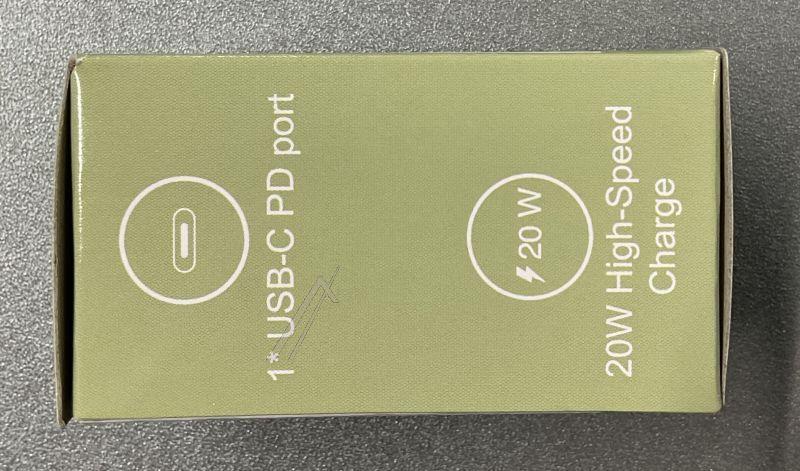 1* USB-C PD port
20 W
20W High-Speed
Charge